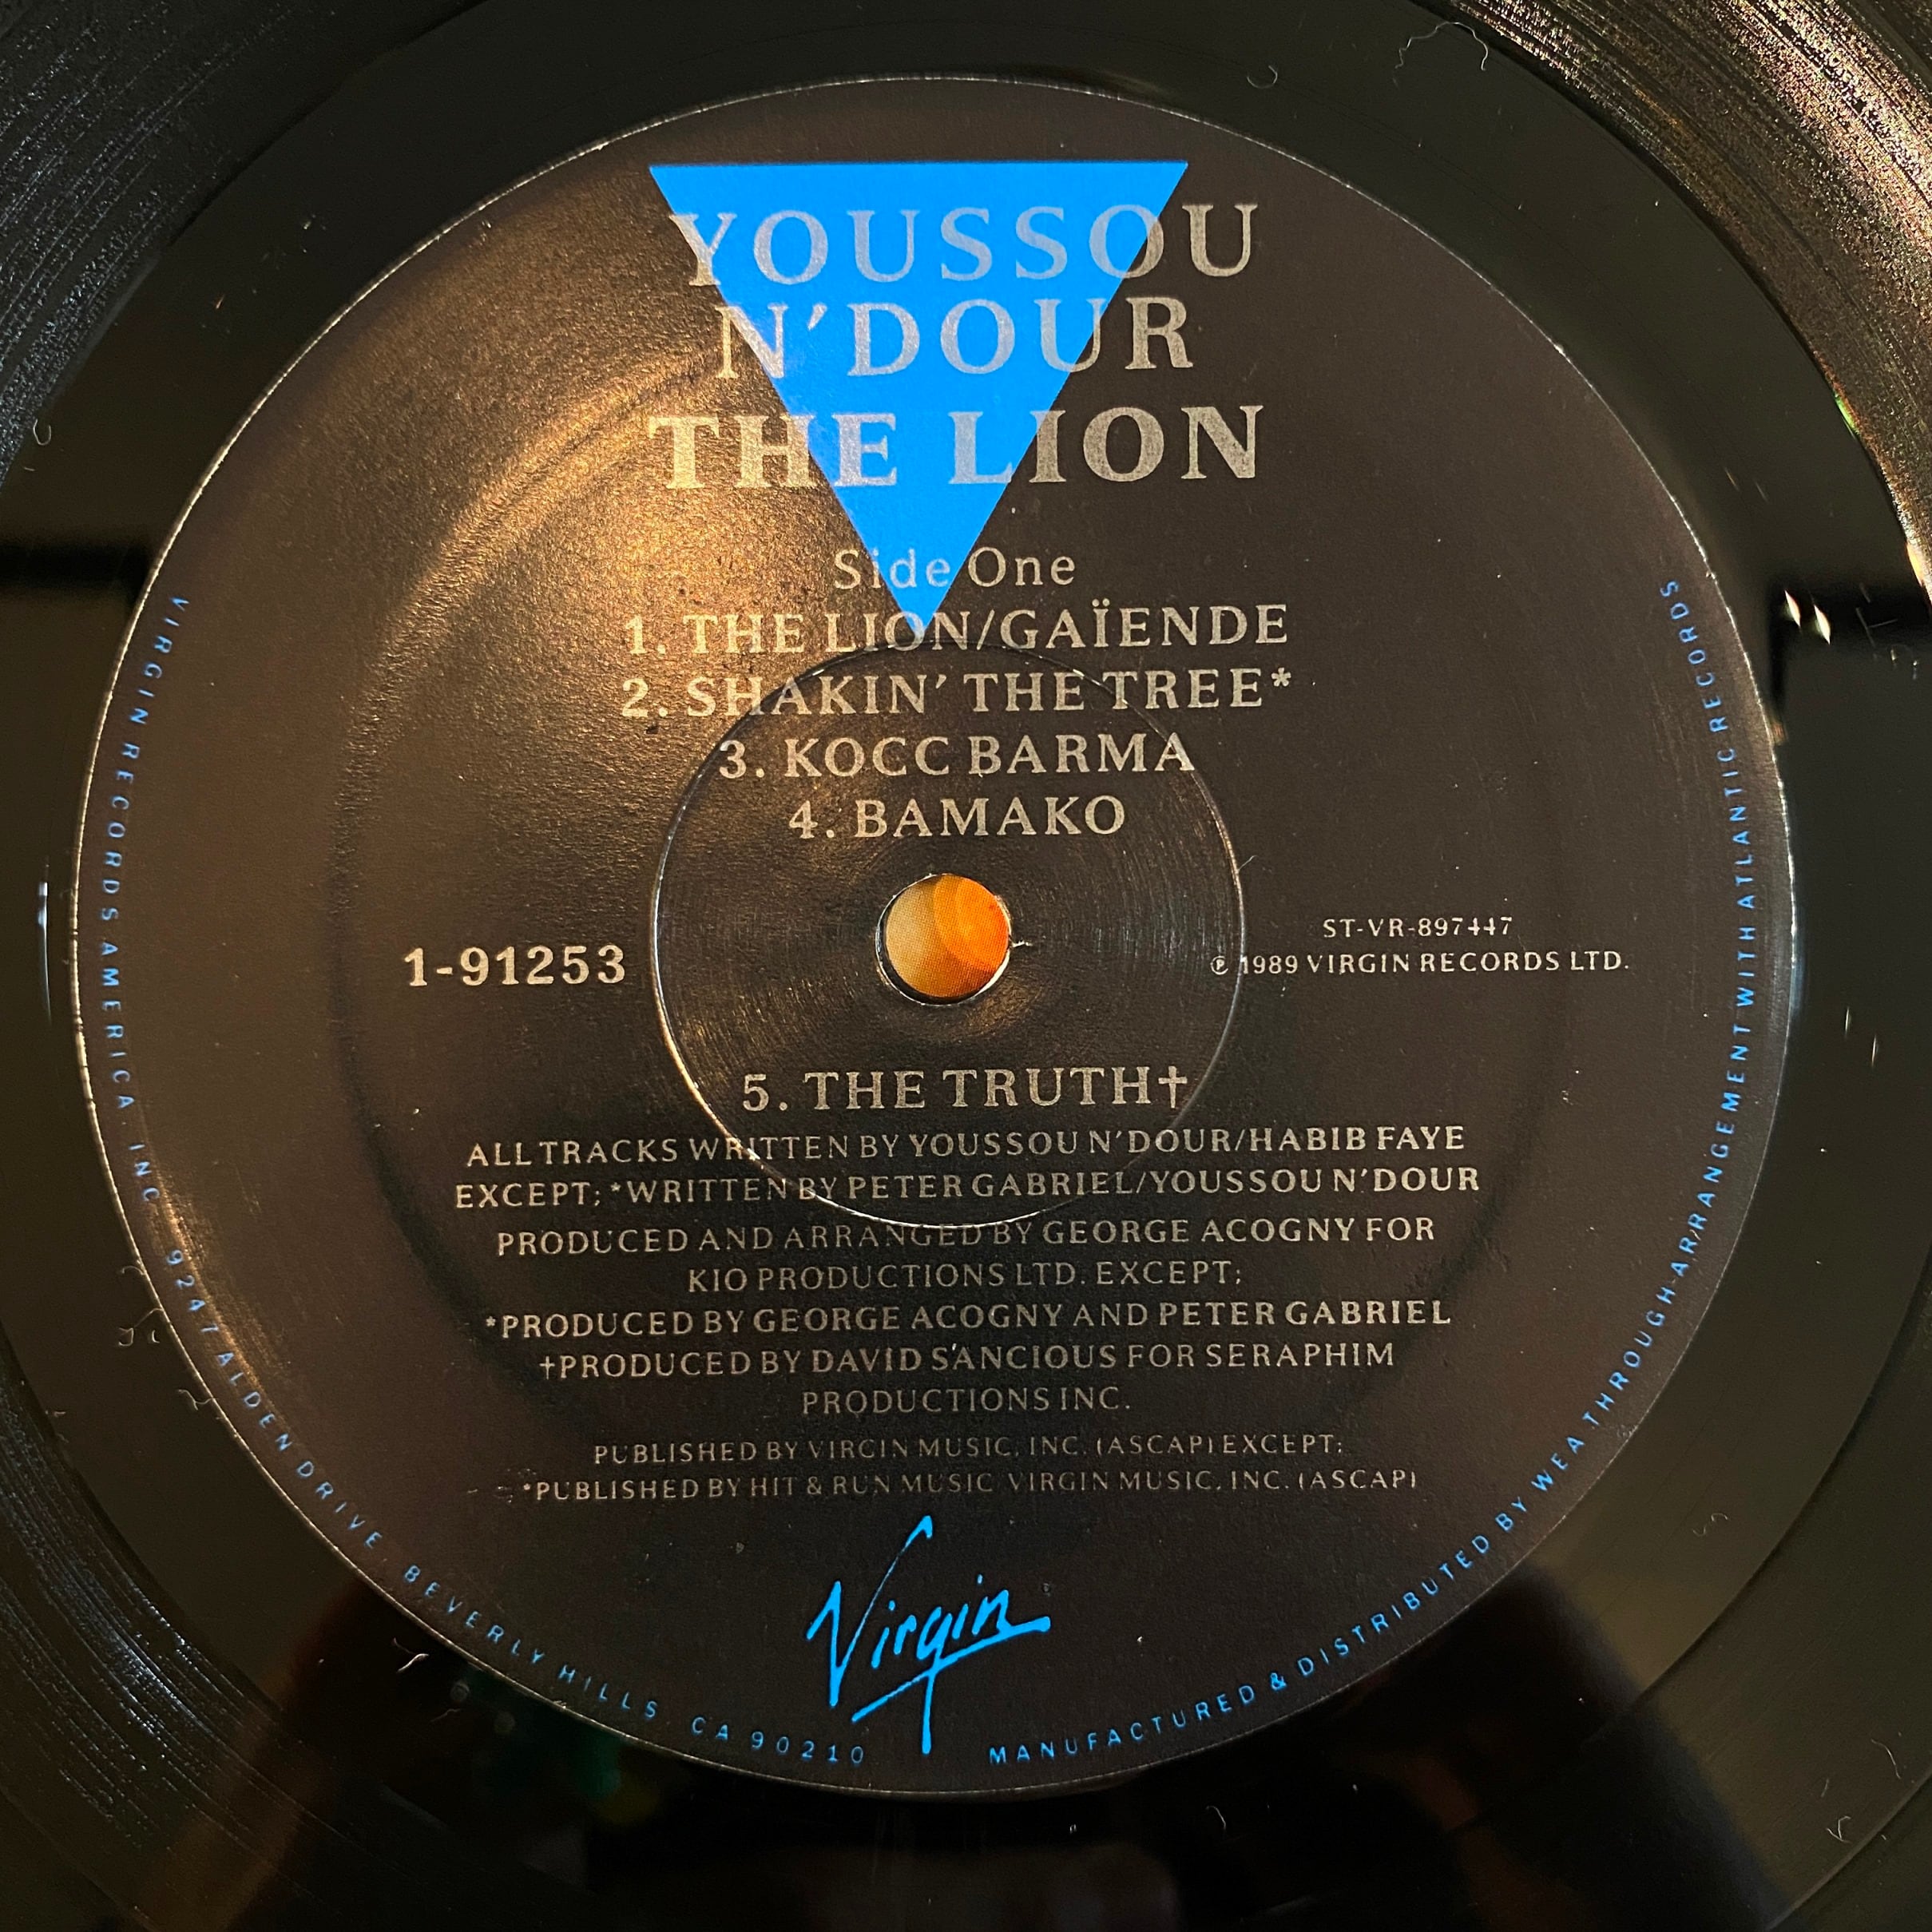 YOUSSOU
N'DOUR
THE LION
Side One
1. THE LION/GAÏENDE
2. SHAKIN' THE TREE*
3. KOCC BARMA
4. BAMAKO
1-91253
ST-VR-897447
℗ 1989 VIRGIN RECORDS LTD.
5. THE TRUTH†
ALL TRACKS WRITTEN BY YOUSSOU N'DOUR/HABIB FAYE
EXCEPT; *WRITTEN BY PETER GABRIEL/YOUSSOU N'DOUR
PRODUCED AND ARRANGED BY GEORGE ACOGNY FOR
KIO PRODUCTIONS LTD. EXCEPT;
*PRODUCED BY GEORGE ACOGNY AND PETER GABRIEL
†PRODUCED BY DAVID SANCIOUS FOR SERAPHIM
PRODUCTIONS INC.
PUBLISHED BY VIRGIN MUSIC, INC. (ASCAP) EXCEPT;
*PUBLISHED BY HIT & RUN MUSIC VIRGIN MUSIC, INC. (ASCAP)
Virgin
VIRGIN RECORDS AMERICA, INC. 9247 ALDEN DRIVE, BEVERLY HILLS, CA 90210
MANUFACTURED & DISTRIBUTED BY WEA THROUGH ARRANGEMENT WITH ATLANTIC RECORDS